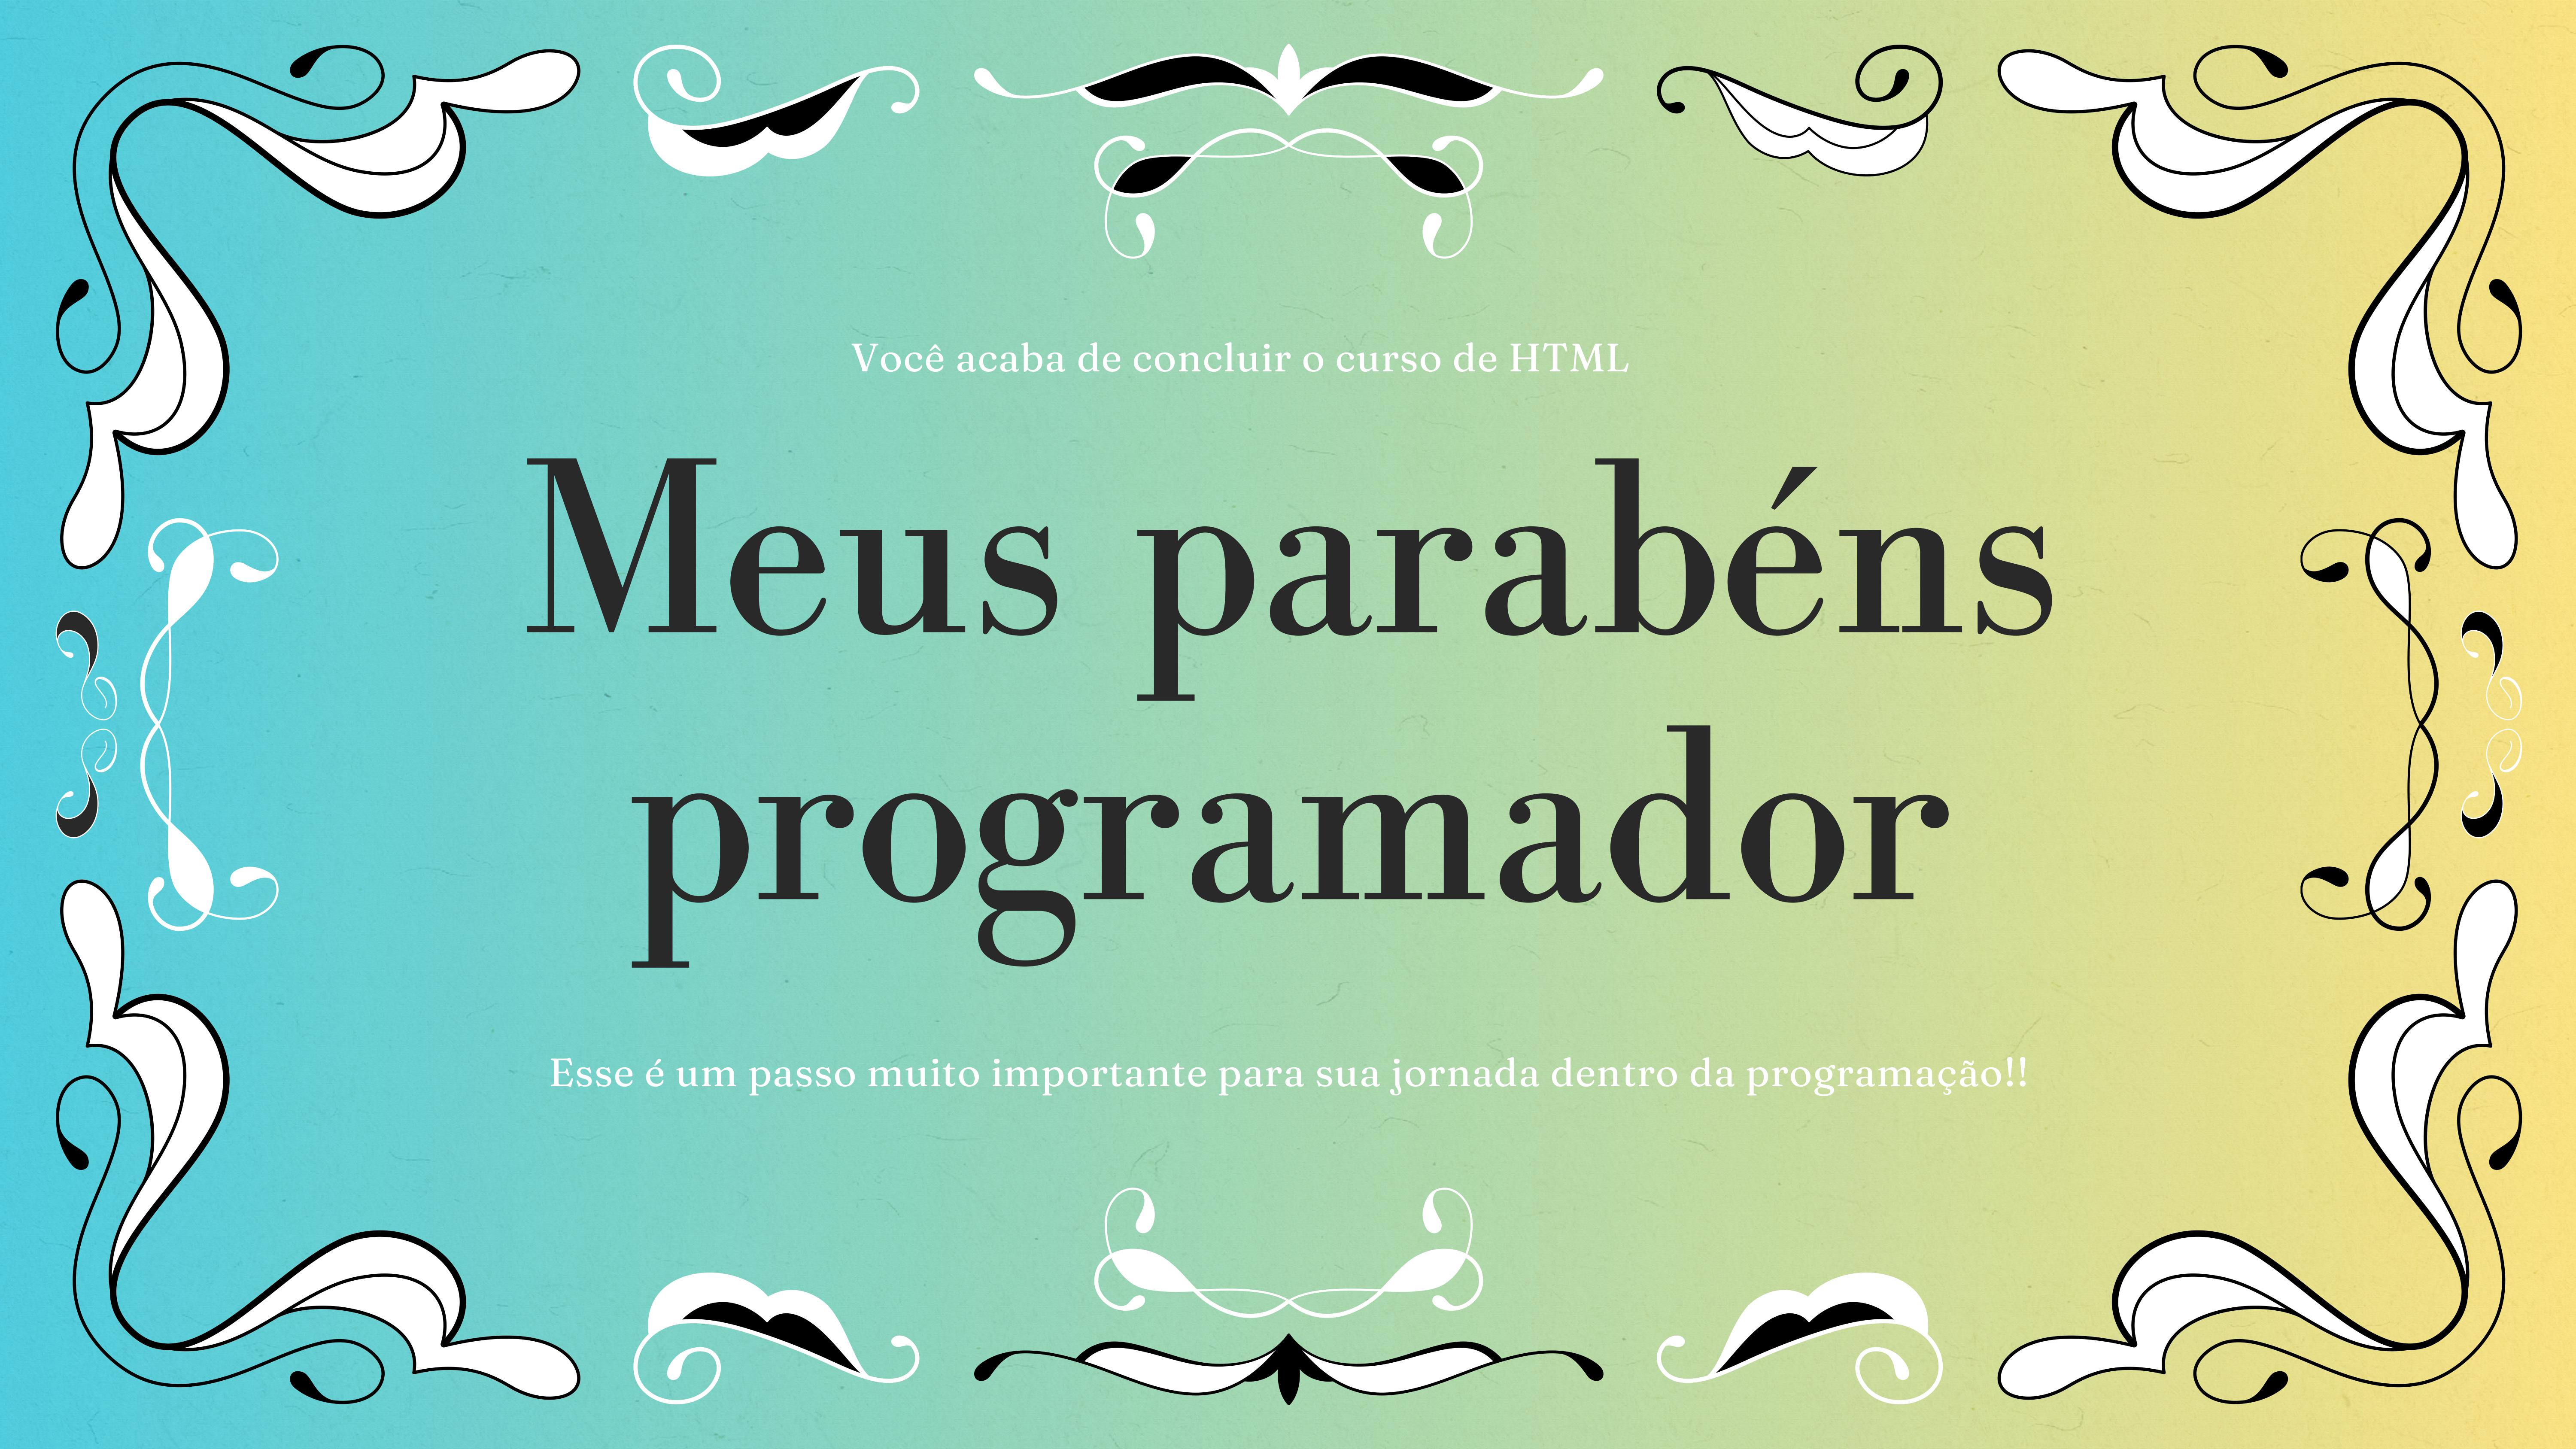 Você acaba de concluir o curso de HTML
Meus parabéns
programador
Esse é um passo muito importante para sua jornada dentro da programação!!